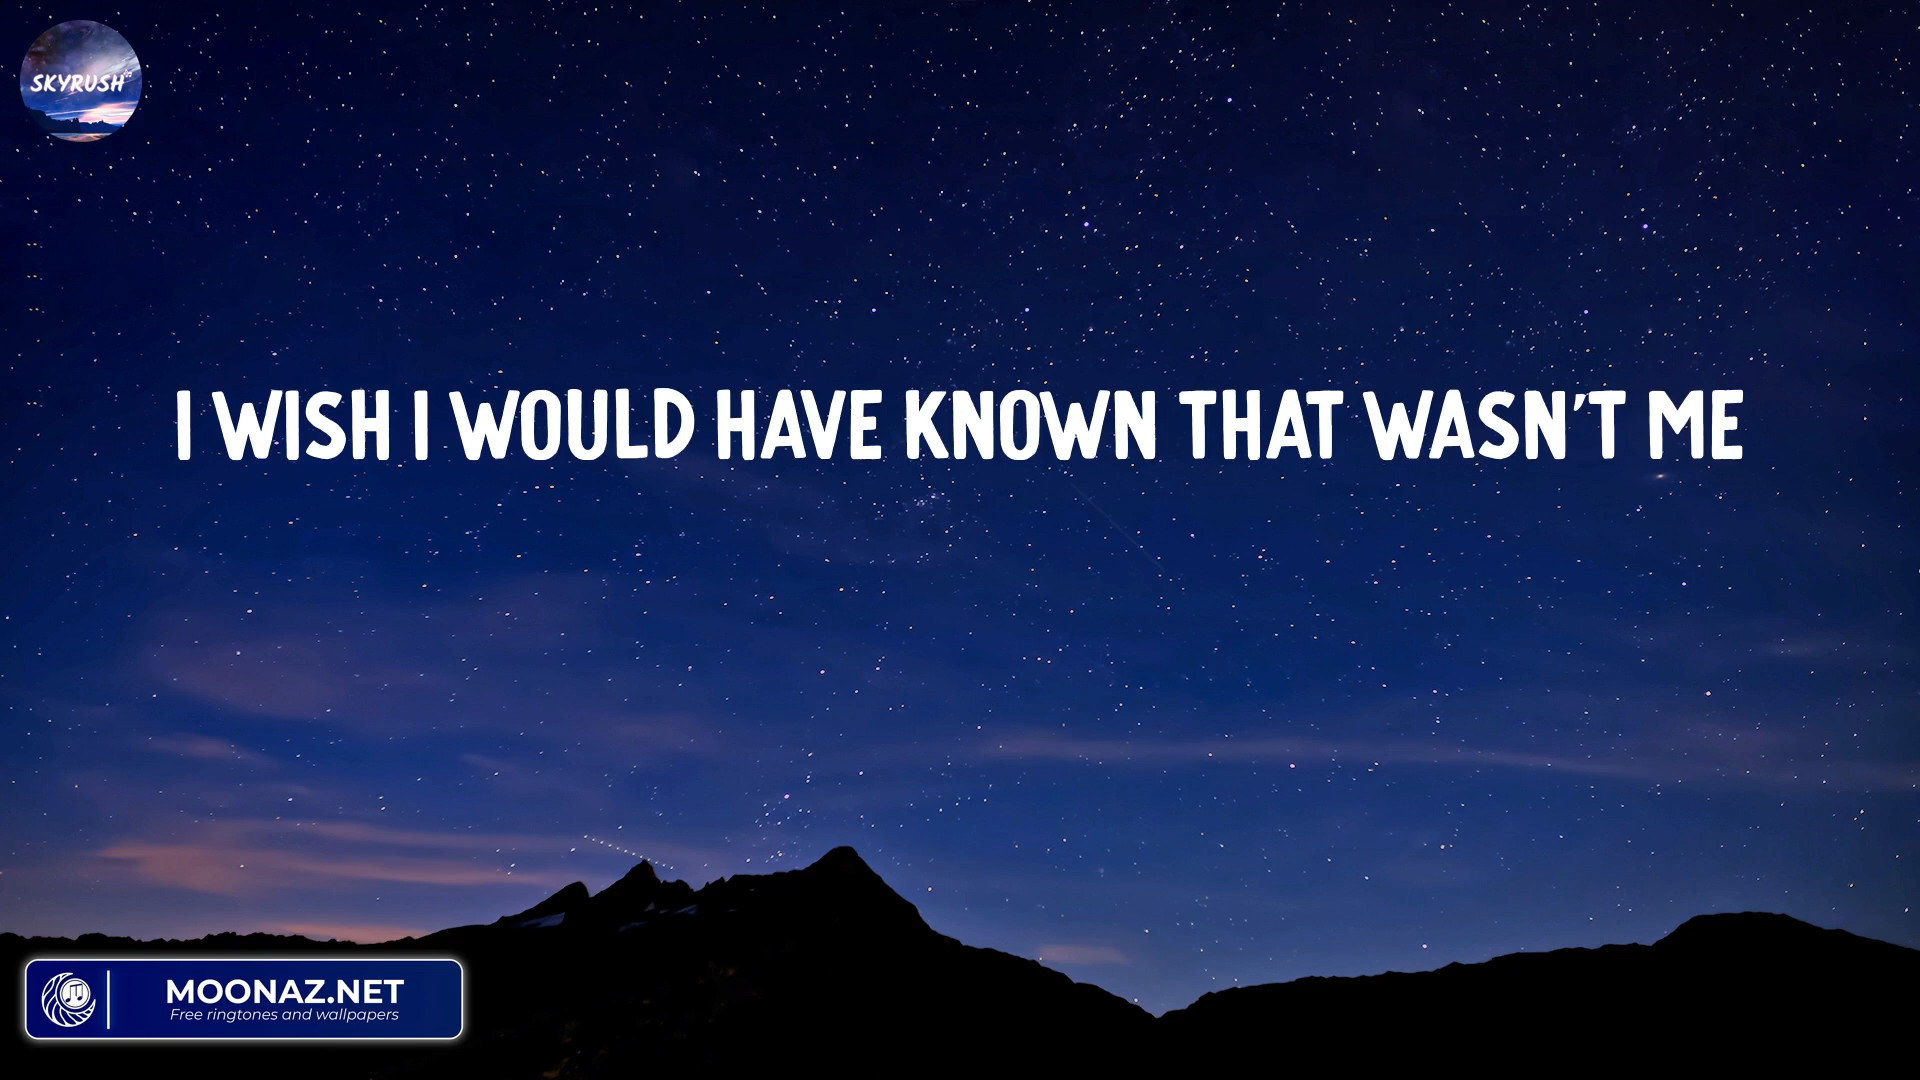 SKYRUSH
I WISH I WOULD HAVE KNOWN THAT WASN'T ME
MOONAZ.NET
Free ringtones and wallpapers